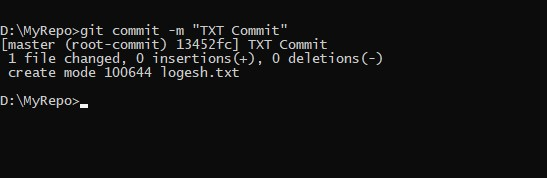 D:\MyRepo>git commit -m "TXT Commit"
[master (root-commit) 13452fc] TXT Commit
 1 file changed, 0 insertions(+), 0 deletions(-)
 create mode 100644 logesh.txt
D:\MyRepo>